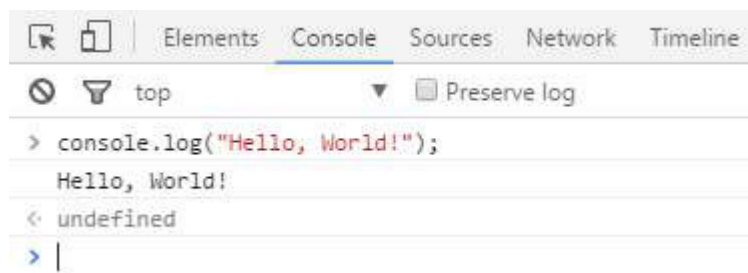 Elements Console Sources Network Timeline
top Preserve log
> console.log("Hello, World!");
Hello, World!
<· undefined
>